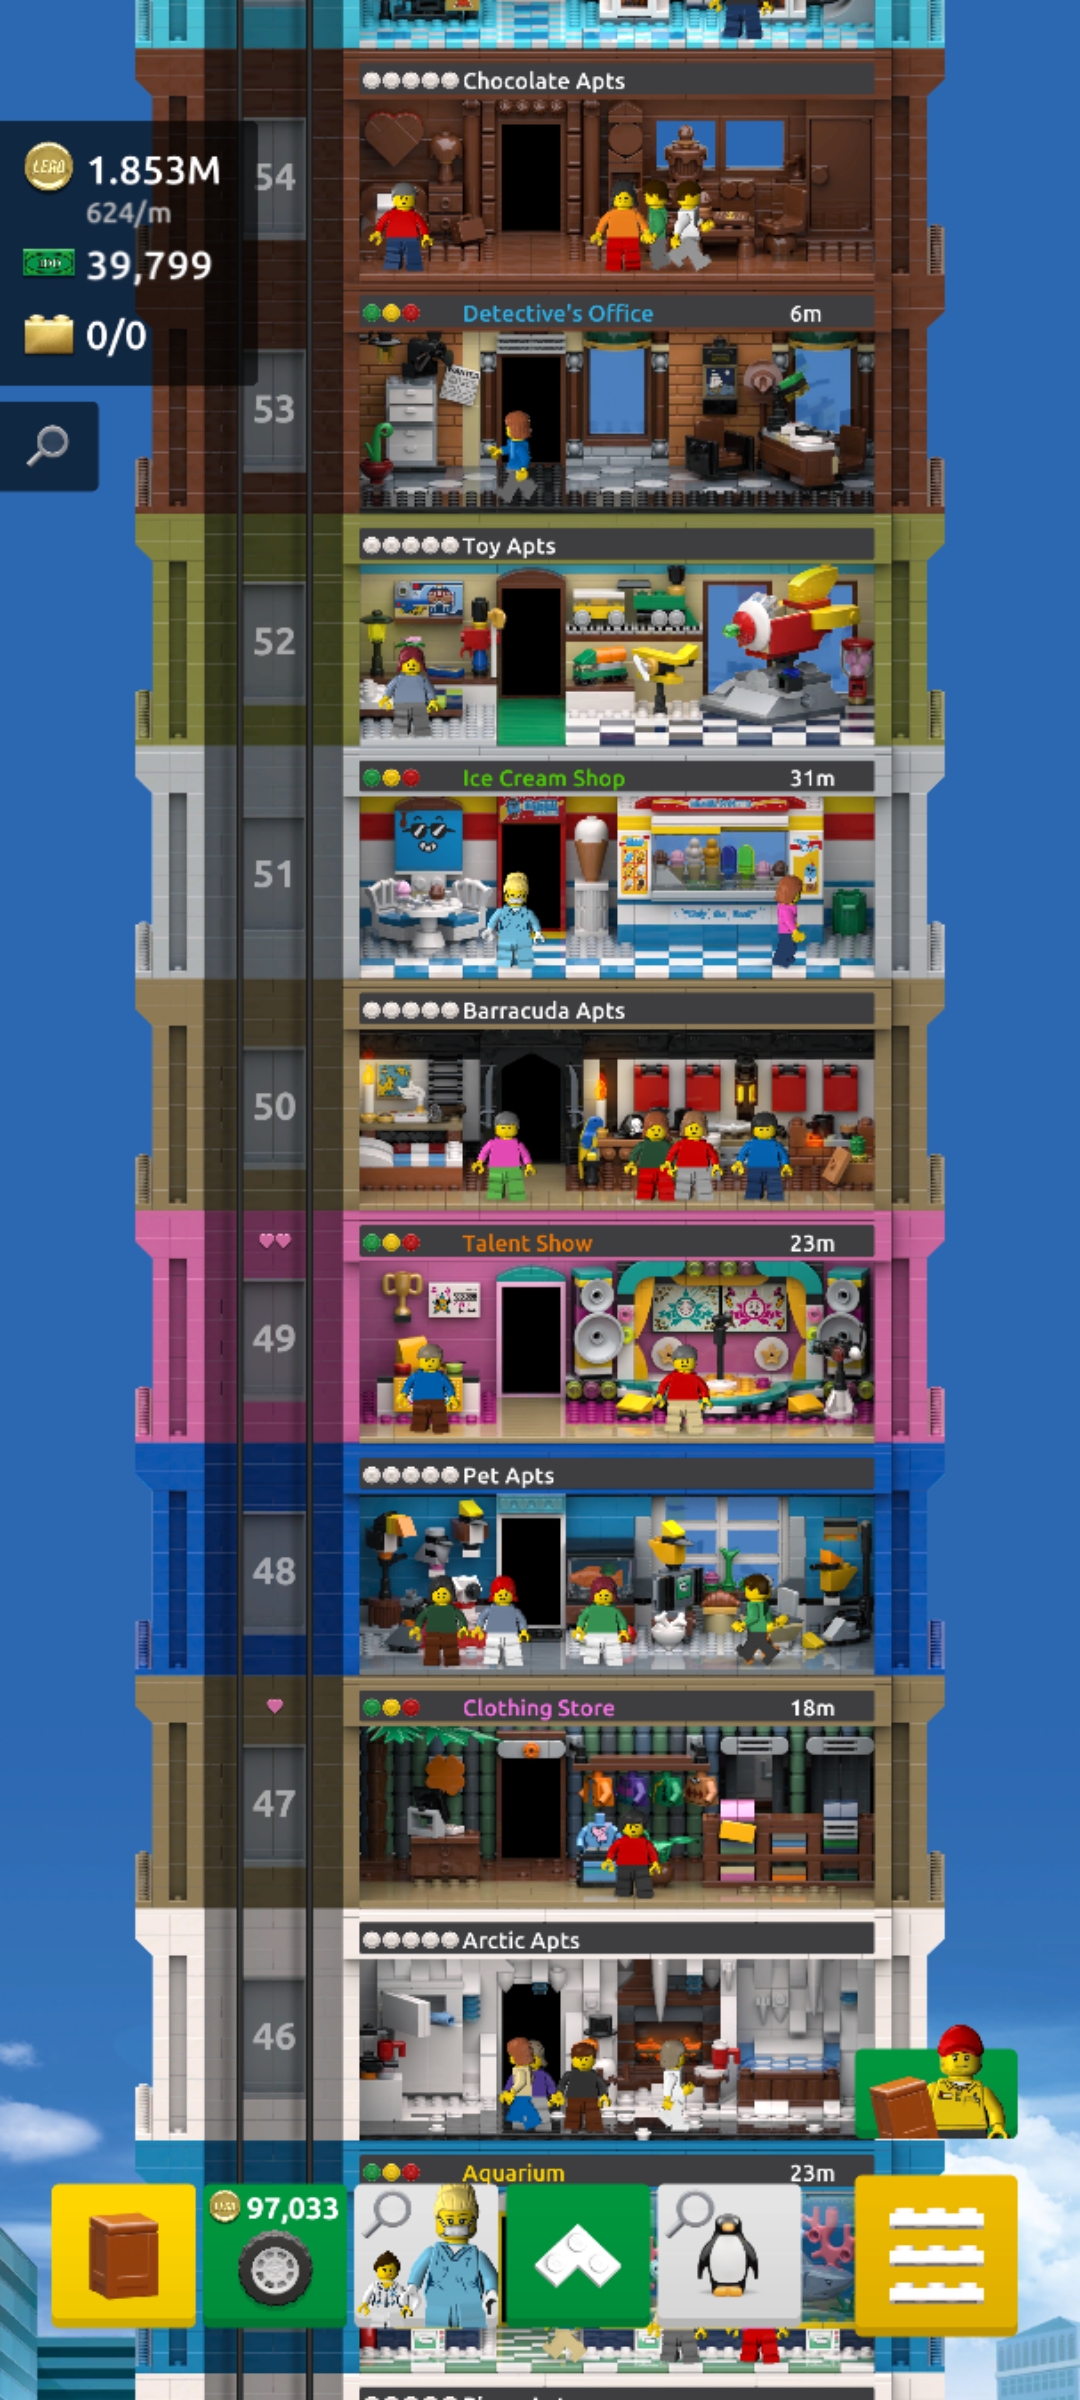 Chocolate Apts
LEGO 1.853M
54
624/m
39,799
Detective's Office 6m
0/0
WANTED
53
Toy Apts
52
Ice Cream Shop 31m
51
Barracuda Apts
50
Talent Show 23m
49
Pet Apts
48
Clothing Store 18m
47
Arctic Apts
46
Aquarium 23m
97,033